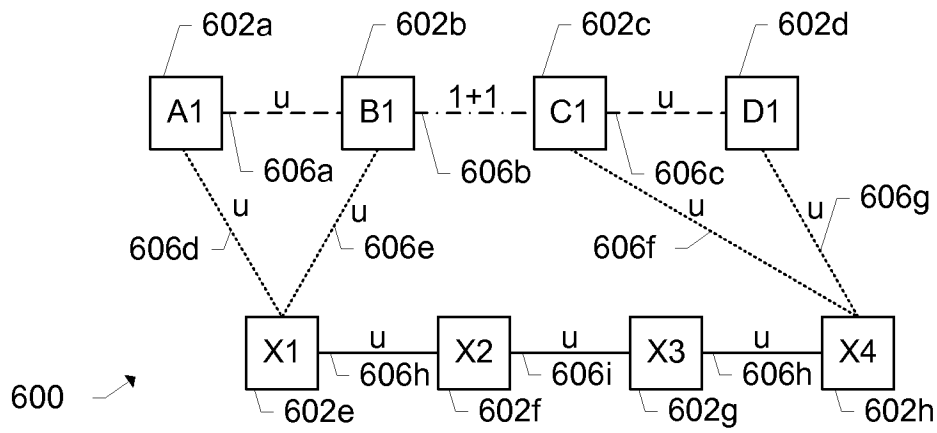 602a 602b 602c 602d
A1 u B1 1+1 C1 u D1
606a 606b 606c
u u u u 606g
606d 606e 606f
X1 u X2 u X3 u X4
606h 606i 606h
600 602e 602f 602g 602h